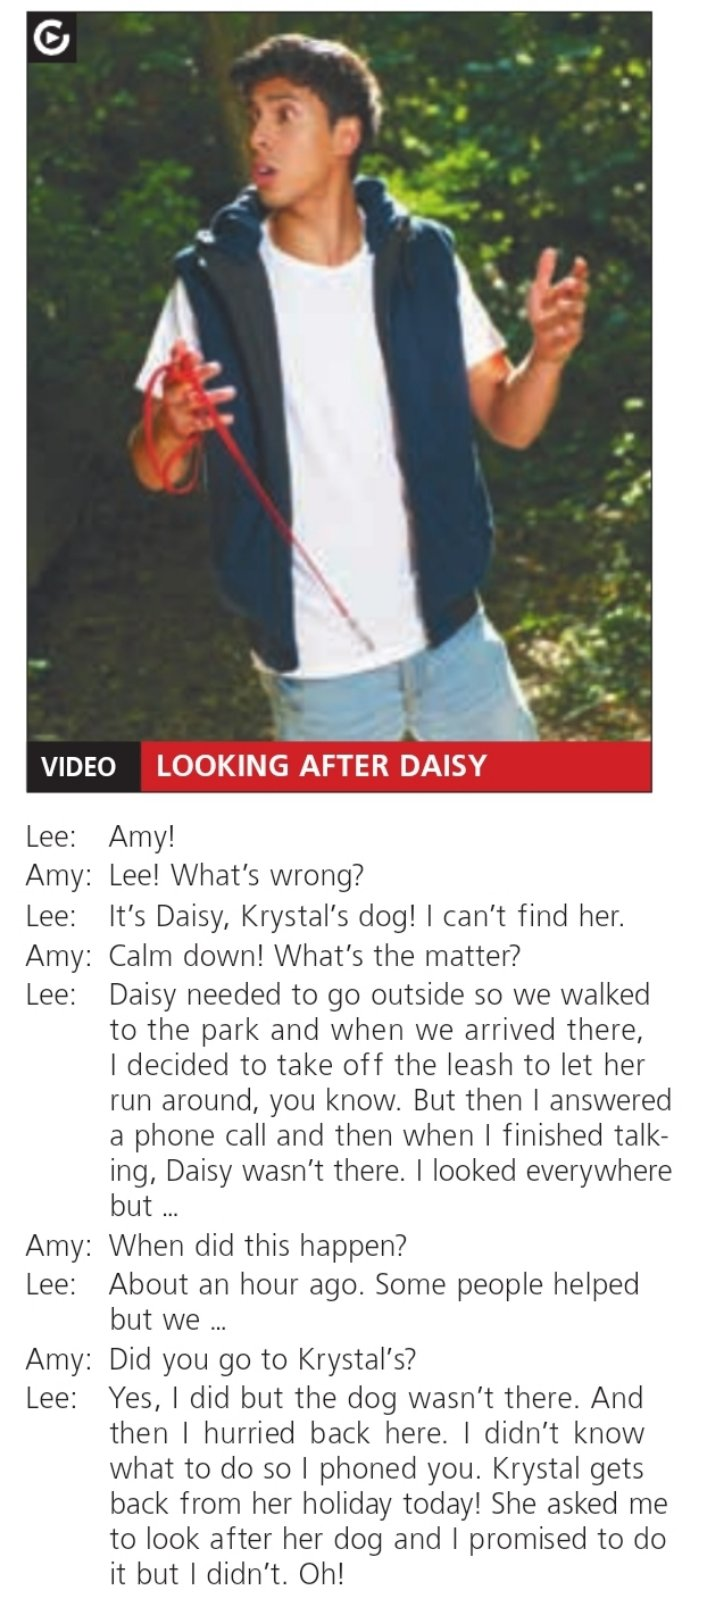 VIDEO LOOKING AFTER DAISY
Lee: Amy!
Amy: Lee! What's wrong?
Lee: It's Daisy, Krystal's dog! I can't find her.
Amy: Calm down! What's the matter?
Lee: Daisy needed to go outside so we walked
to the park and when we arrived there,
I decided to take off the leash to let her
run around, you know. But then I answered
a phone call and then when I finished talk-
ing, Daisy wasn't there. I looked everywhere
but ...
Amy: When did this happen?
Lee: About an hour ago. Some people helped
but we ...
Amy: Did you go to Krystal's?
Lee: Yes, I did but the dog wasn't there. And
then I hurried back here. I didn't know
what to do so I phoned you. Krystal gets
back from her holiday today! She asked me
to look after her dog and I promised to do
it but I didn't. Oh!